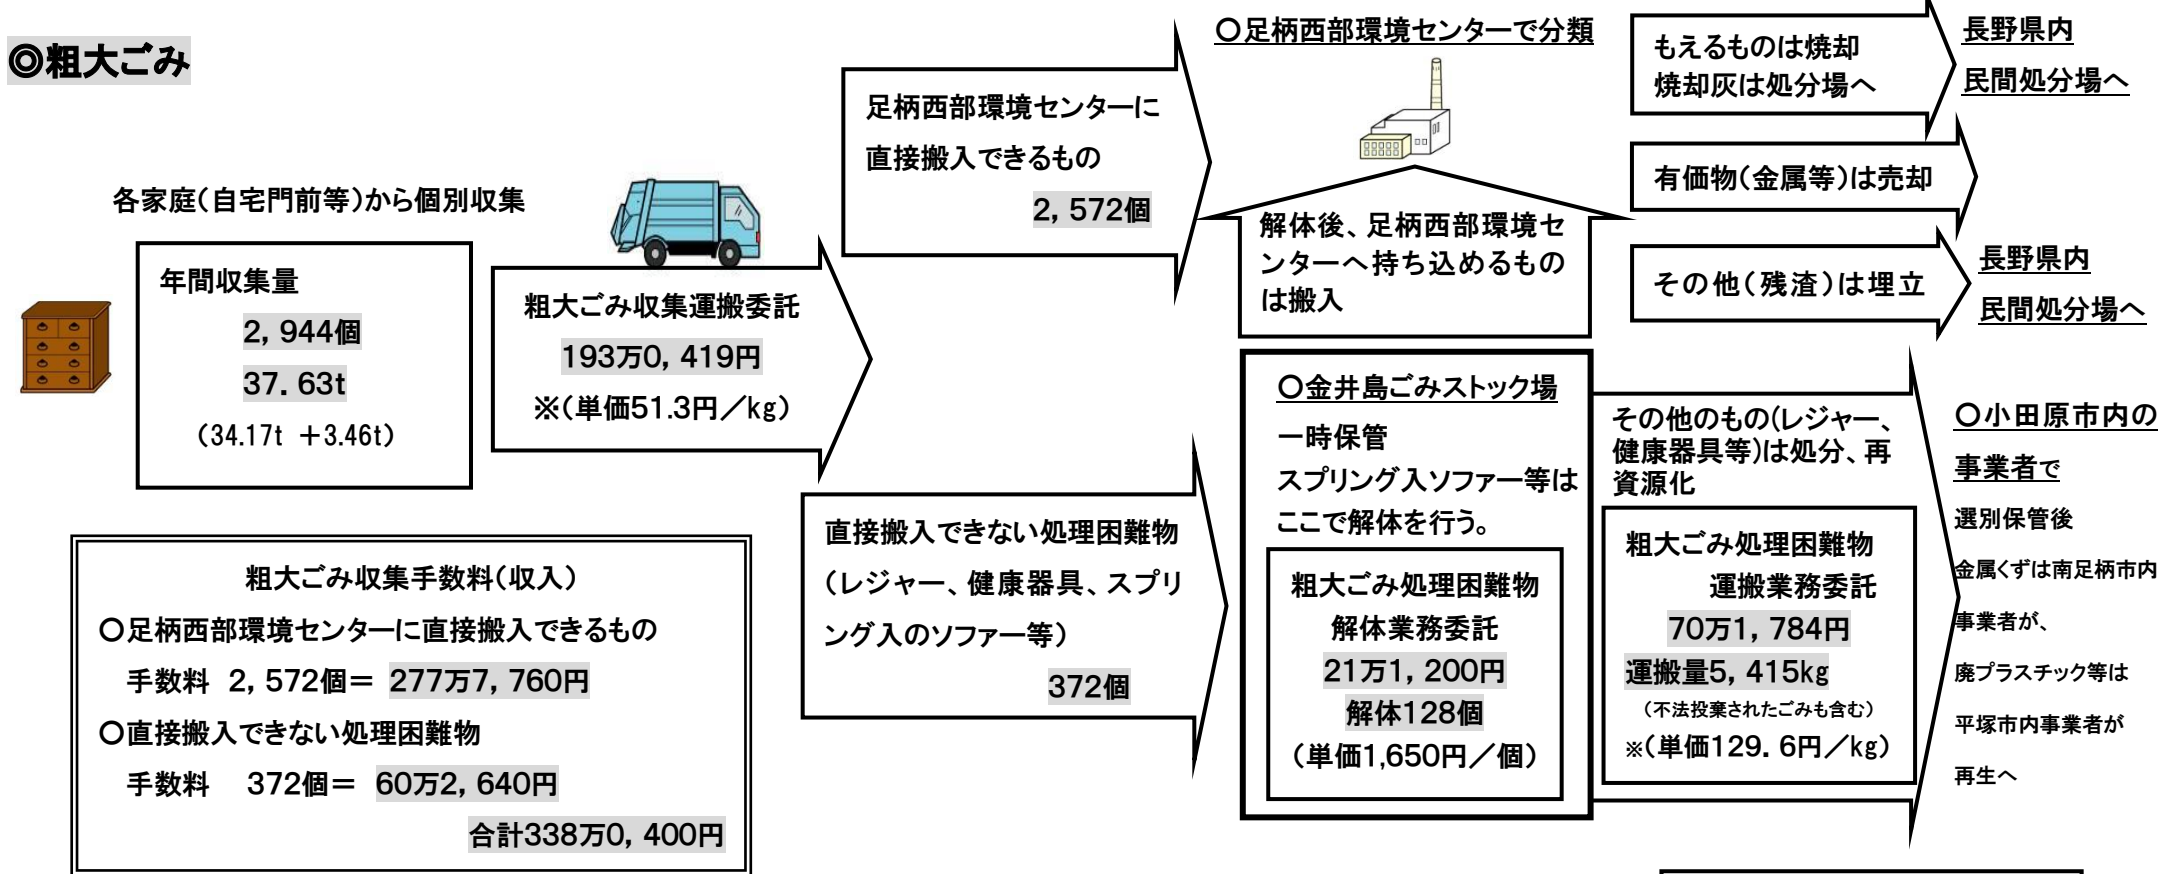 ◎粗大ごみ
各家庭(自宅門前等)から個別収集
年間収集量
2,944個
37.63t
(34.17t +3.46t)
粗大ごみ収集運搬委託
193万0,419円
※(単価51.3円/kg)
粗大ごみ収集手数料(収入)
○足柄西部環境センターに直接搬入できるもの
手数料 2,572個= 277万7,760円
○直接搬入できない処理困難物
手数料 372個= 60万2,640円
合計338万0,400円
足柄西部環境センターに
直接搬入できるもの
2,572個
直接搬入できない処理困難物
(レジャー、健康器具、スプリ
ング入のソファー等)
372個
○足柄西部環境センターで分類
解体後、足柄西部環境セ
ンターへ持ち込めるもの
は搬入
○金井島ごみストック場
一時保管
スプリング入ソファー等は
ここで解体を行う。
粗大ごみ処理困難物
解体業務委託
21万1,200円
解体128個
(単価1,650円/個)
もえるものは焼却
焼却灰は処分場へ
長野県内
民間処分場へ
有価物(金属等)は売却
その他(残渣)は埋立
長野県内
民間処分場へ
その他のもの(レジャー、
健康器具等)は処分、再
資源化
粗大ごみ処理困難物
運搬業務委託
70万1,784円
運搬量5,415kg
(不法投棄されたごみも含む)
※(単価129.6円/kg)
○小田原市内の
事業者で
選別保管後
金属くずは南足柄市内
事業者が、
廃プラスチック等は
平塚市内事業者が
再生へ